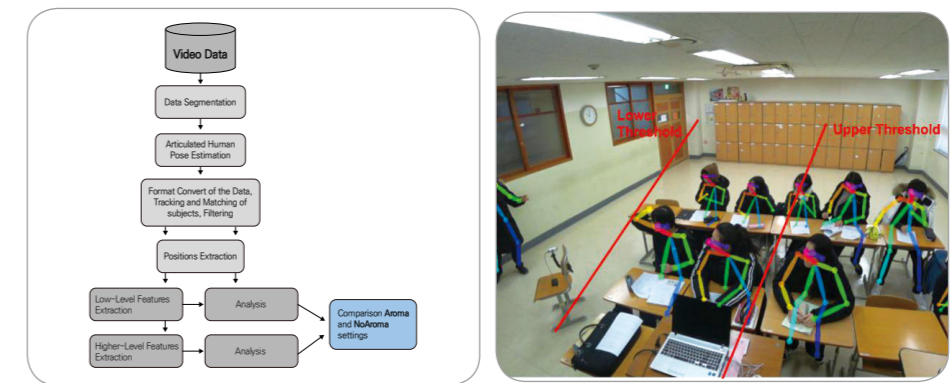 Video Data
Data Segmentation
Articulated Human
Pose Estimation
Format Convert of the Data,
Tracking and Matching of
subjects, Filtering
Positions Extraction
Low-Level Features
Extraction
Analysis
Higher-Level Features
Extraction
Analysis
Comparison Aroma
and NoAroma
settings
Lower
Threshold
Upper Threshold